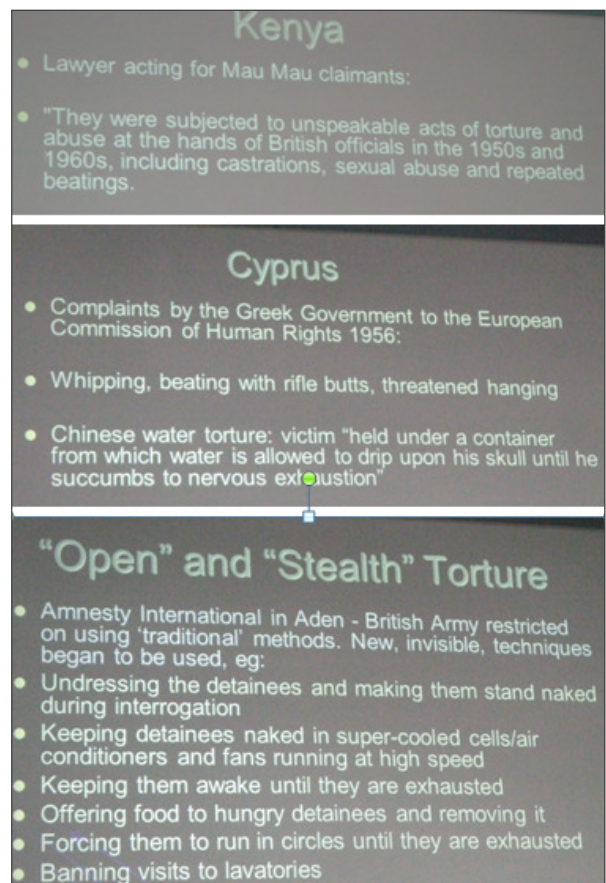 Kenya
• Lawyer acting for Mau Mau claimants:
• "They were subjected to unspeakable acts of torture and
abuse at the hands of British officials in the 1950s and
1960s, including castrations, sexual abuse and repeated
beatings.
Cyprus
• Complaints by the Greek Government to the European
Commission of Human Rights 1956:
• Whipping, beating with rifle butts, threatened hanging
• Chinese water torture: victim “held under a container
from which water is allowed to drip upon his skull until he
succumbs to nervous exhaustion”
“Open” and “Stealth” Torture
• Amnesty International in Aden - British Army restricted
on using ‘traditional’ methods. New, invisible, techniques
began to be used, eg:
• Undressing the detainees and making them stand naked
during interrogation
• Keeping detainees naked in super-cooled cells/air
conditioners and fans running at high speed
• Keeping them awake until they are exhausted
• Offering food to hungry detainees and removing it
• Forcing them to run in circles until they are exhausted
• Banning visits to lavatories